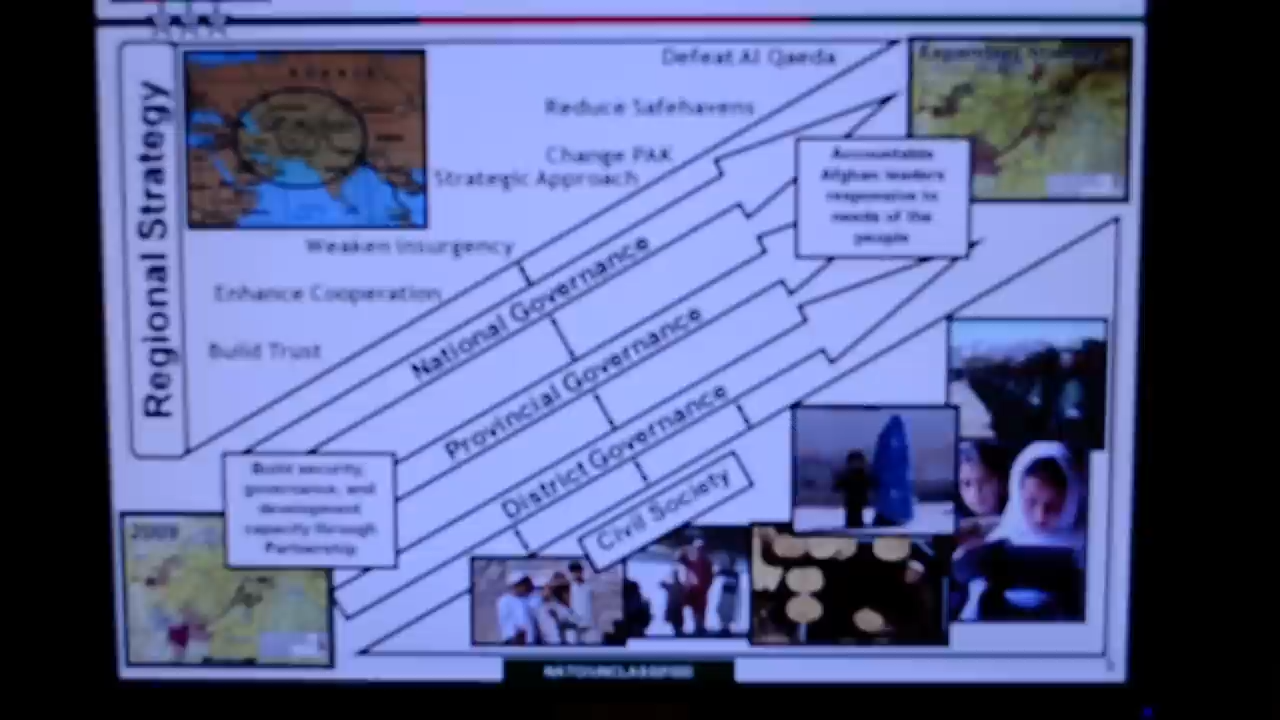 Regional Strategy
Defeat Al Qaeda
Reduce Safehavens
Change PAK
Strategic Approach
Weaken Insurgency
Enhance Cooperation
Build Trust
Accountable
Afghan leaders
responsive to
needs of the
people
National Governance
Provincial Governance
District Governance
Civil Society
Build security,
governance, and
development
capacity through
Partnership
2009
NATO UNCLASSIFIED